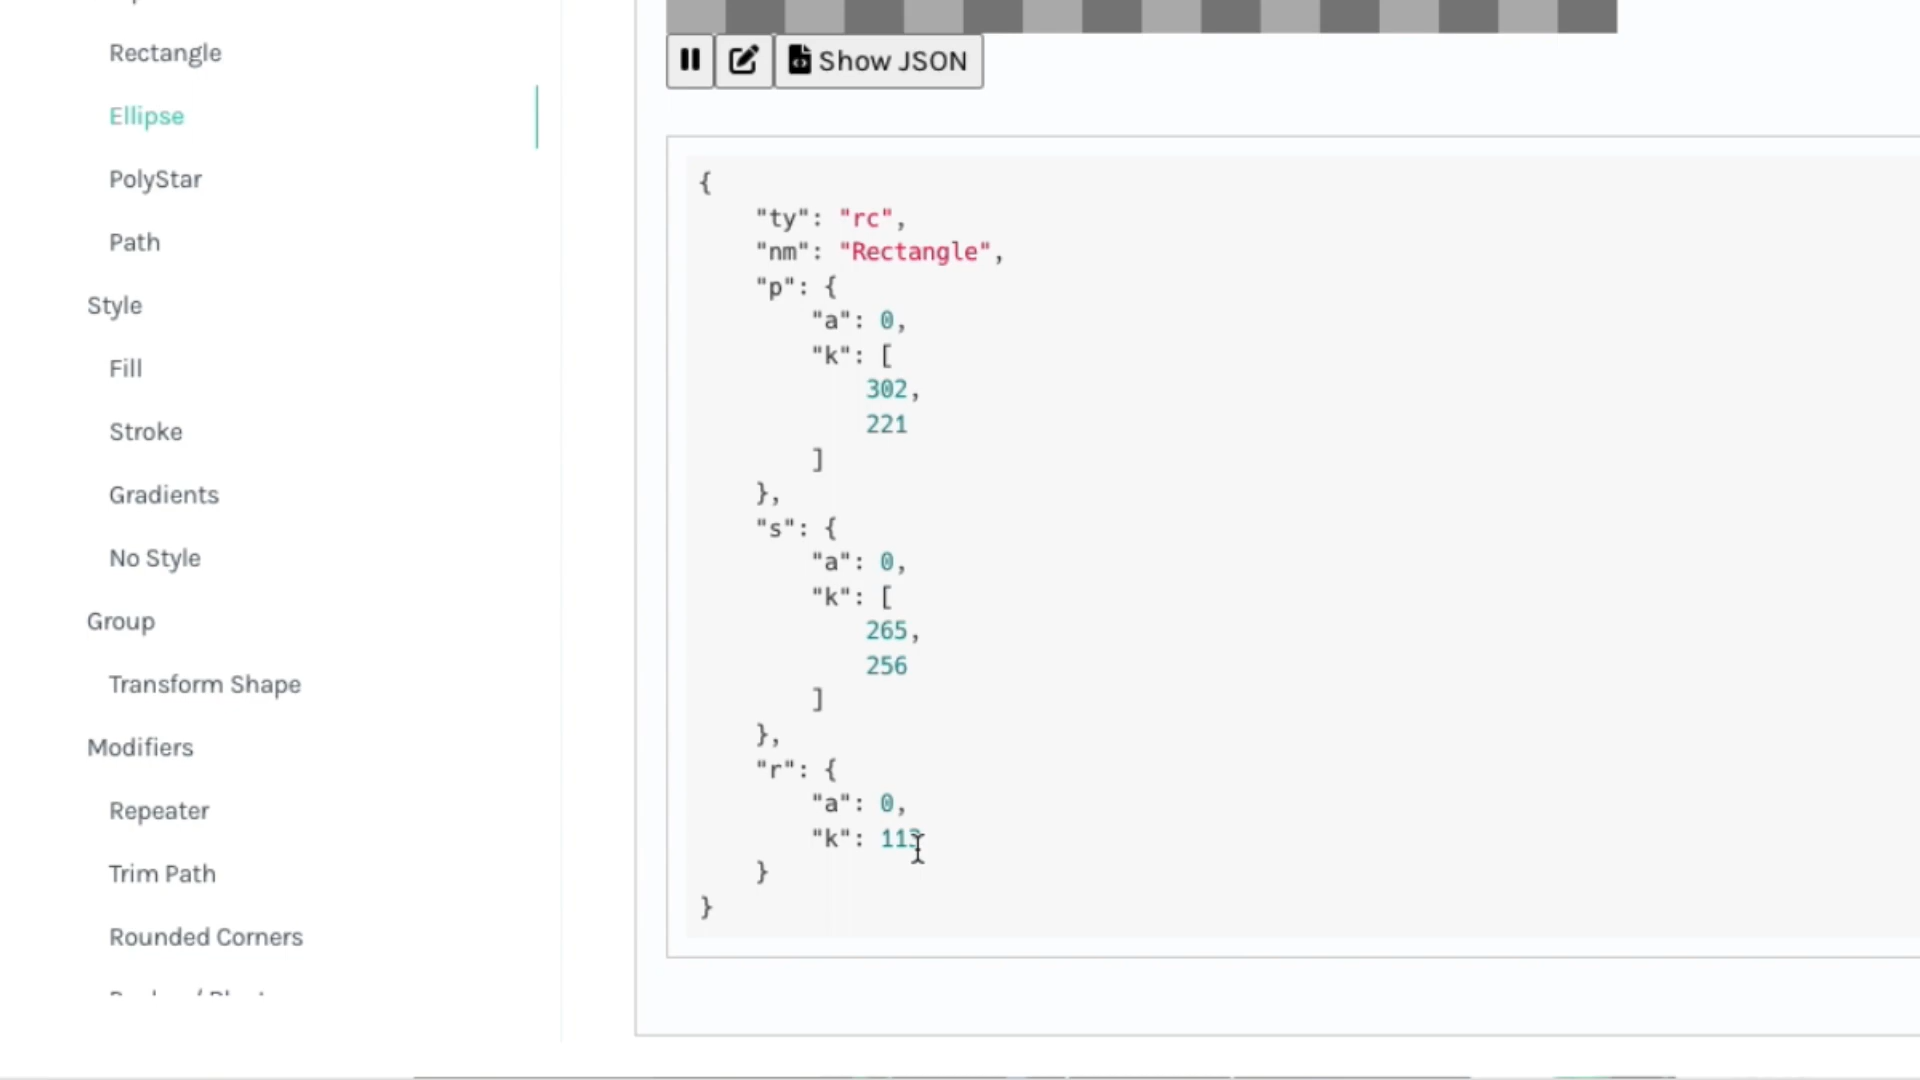 Rectangle
Ellipse
PolyStar
Path
Style
Fill
Stroke
Gradients
No Style
Group
Transform Shape
Modifiers
Repeater
Trim Path
Rounded Corners
Show JSON
{
"ty": "rc",
"nm": "Rectangle",
"p": {
"a": 0,
"k": [
302,
221
]
},
"s": {
"a": 0,
"k": [
265,
256
]
},
"r": {
"a": 0,
"k": 113
}
}